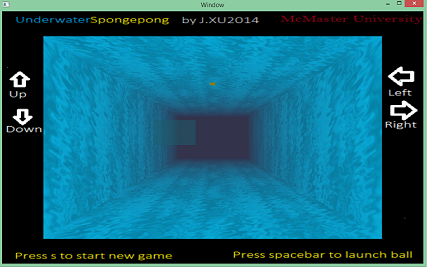 Window
UnderwaterSpongepong by J.XU2014 McMaster University
Up
Down
Left
Right
Press s to start new game
Press spacebar to launch ball